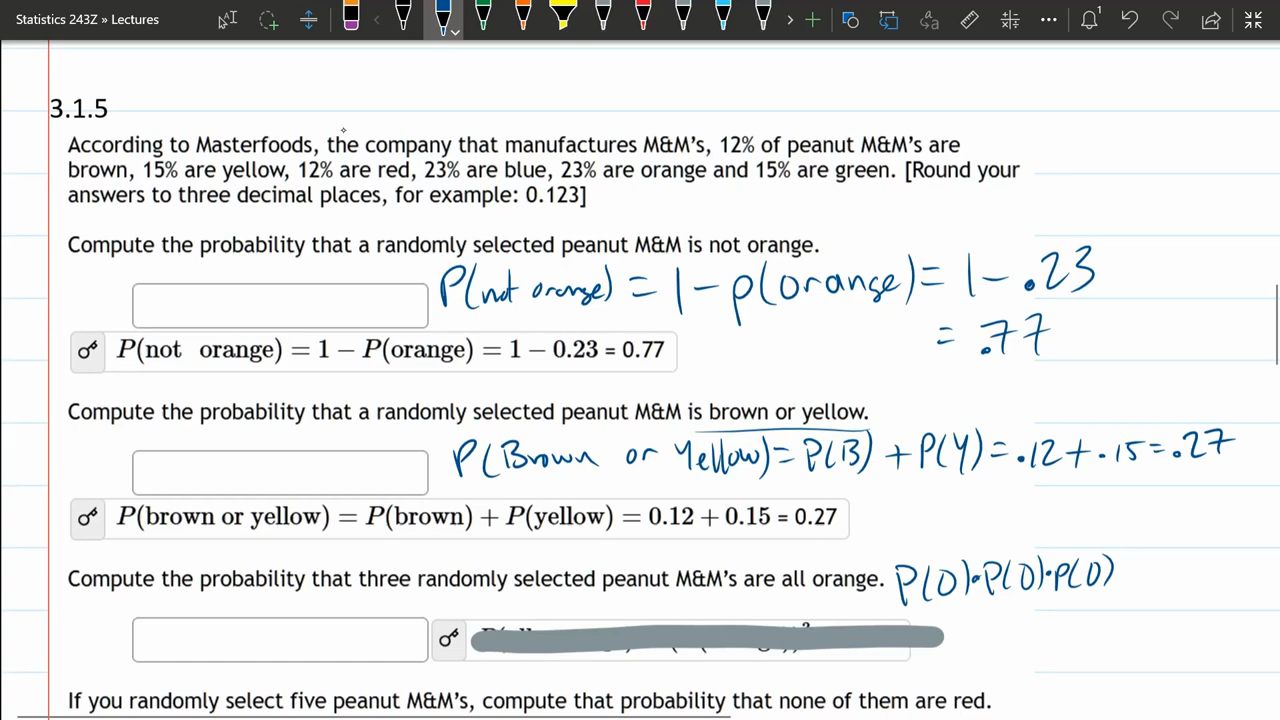 Statistics 243Z » Lectures
3.1.5
According to Masterfoods, the company that manufactures M&M's, 12% of peanut M&M's are
brown, 15% are yellow, 12% are red, 23% are blue, 23% are orange and 15% are green. [Round your
answers to three decimal places, for example: 0.123]
Compute the probability that a randomly selected peanut M&M is not orange.
P(not orange) = 1 - p(orange) = 1 - .23
= .77
P(not orange) = 1 − P(orange) = 1 − 0.23 = 0.77
Compute the probability that a randomly selected peanut M&M is brown or yellow.
P(Brown or Yellow) = P(B) + P(Y) = .12 + .15 = .27
P(brown or yellow) = P(brown) + P(yellow) = 0.12 + 0.15 = 0.27
Compute the probability that three randomly selected peanut M&M's are all orange. P(O)·P(O)·P(O)
If you randomly select five peanut M&M's, compute that probability that none of them are red.